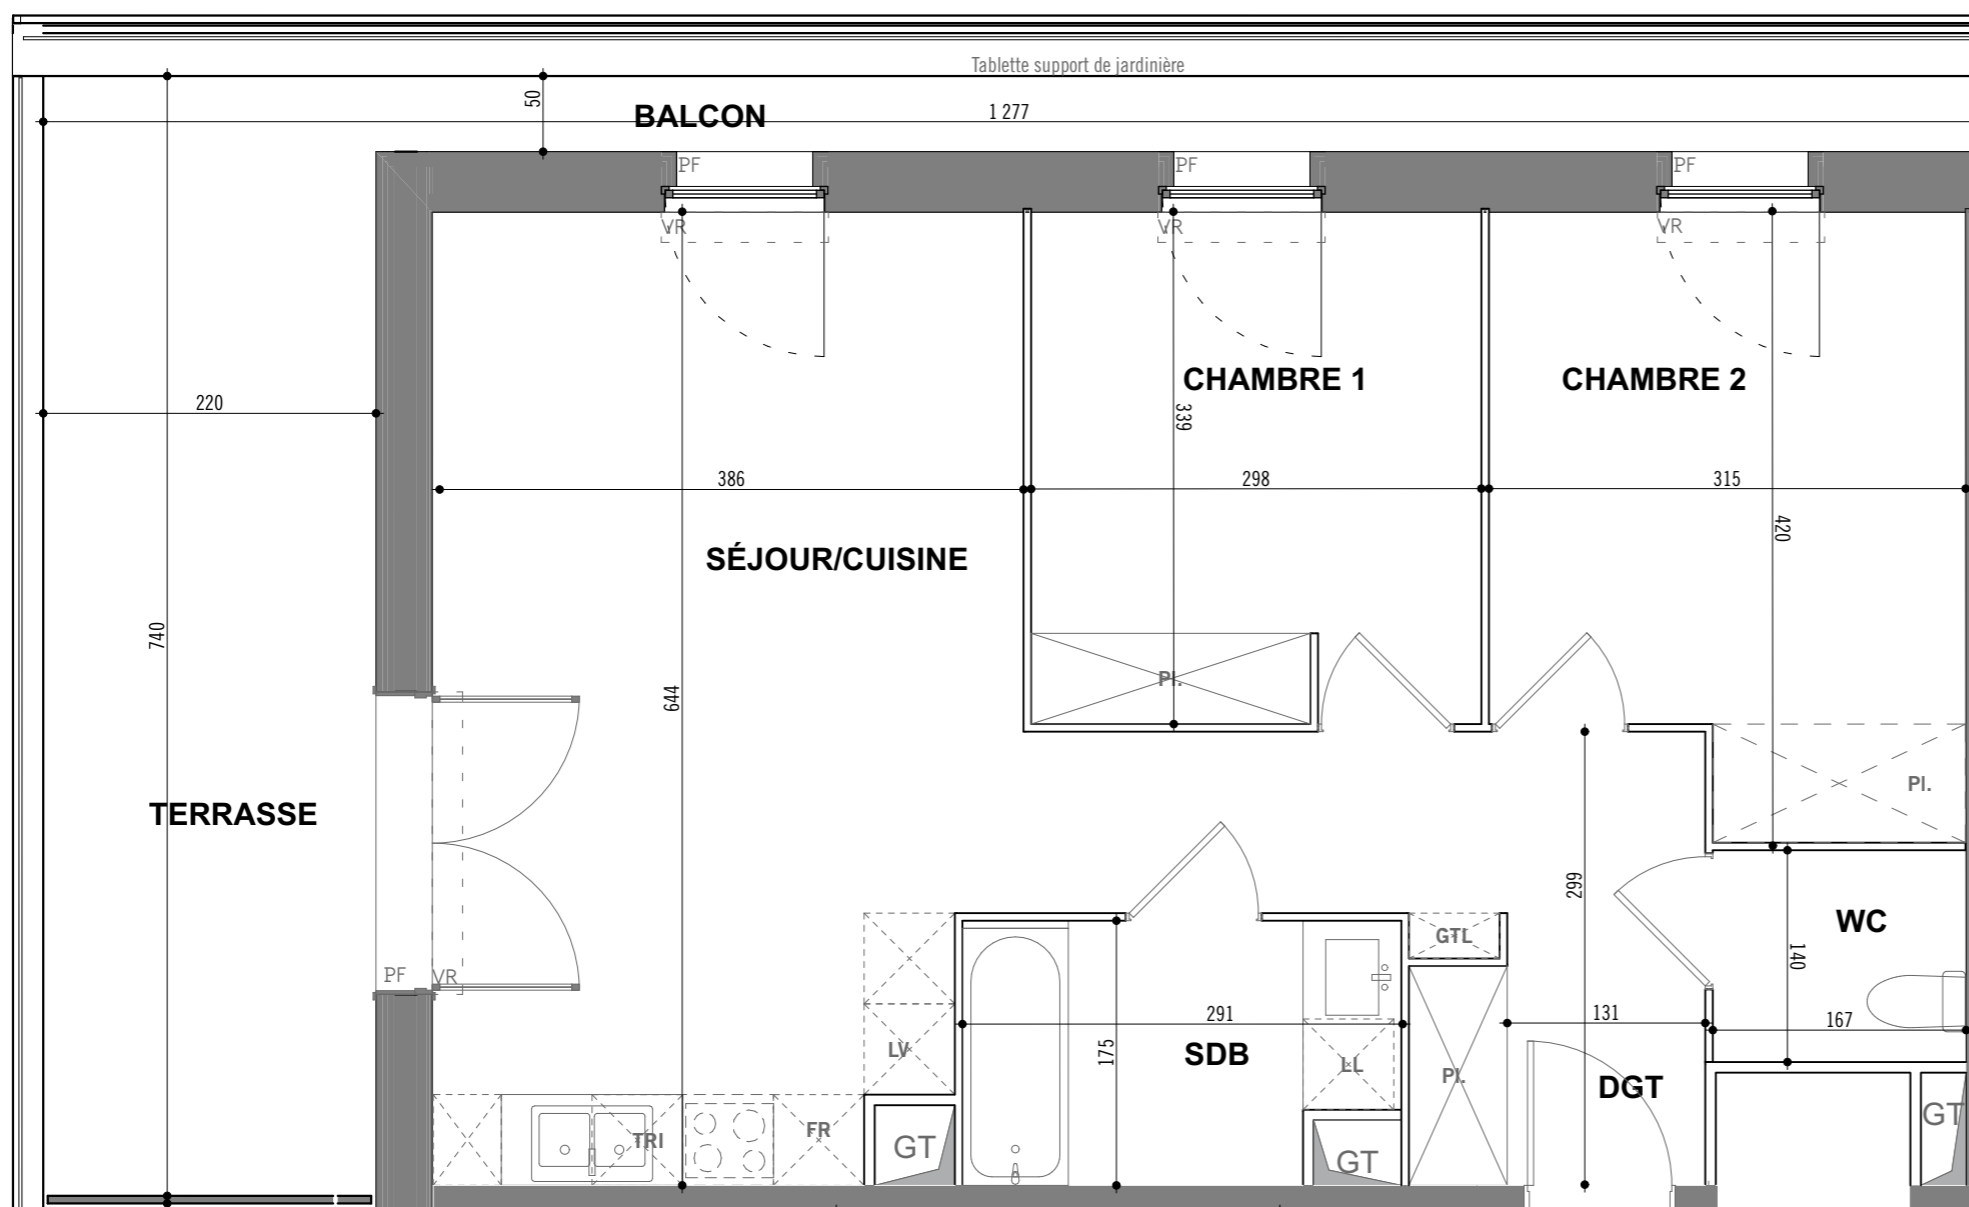 Tablette support de jardinière
50
BALCON
1 277
PF
PF
PF
VR
VR
VR
CHAMBRE 1
CHAMBRE 2
220
339
386
298
315
420
SÉJOUR/CUISINE
740
644
Pl.
TERRASSE
Pl.
269
WC
GTL
140
PF
VR
291
131
167
LV
175
SDB
LL
Pl.
DGT
TRI
FR
GT
GT
GT